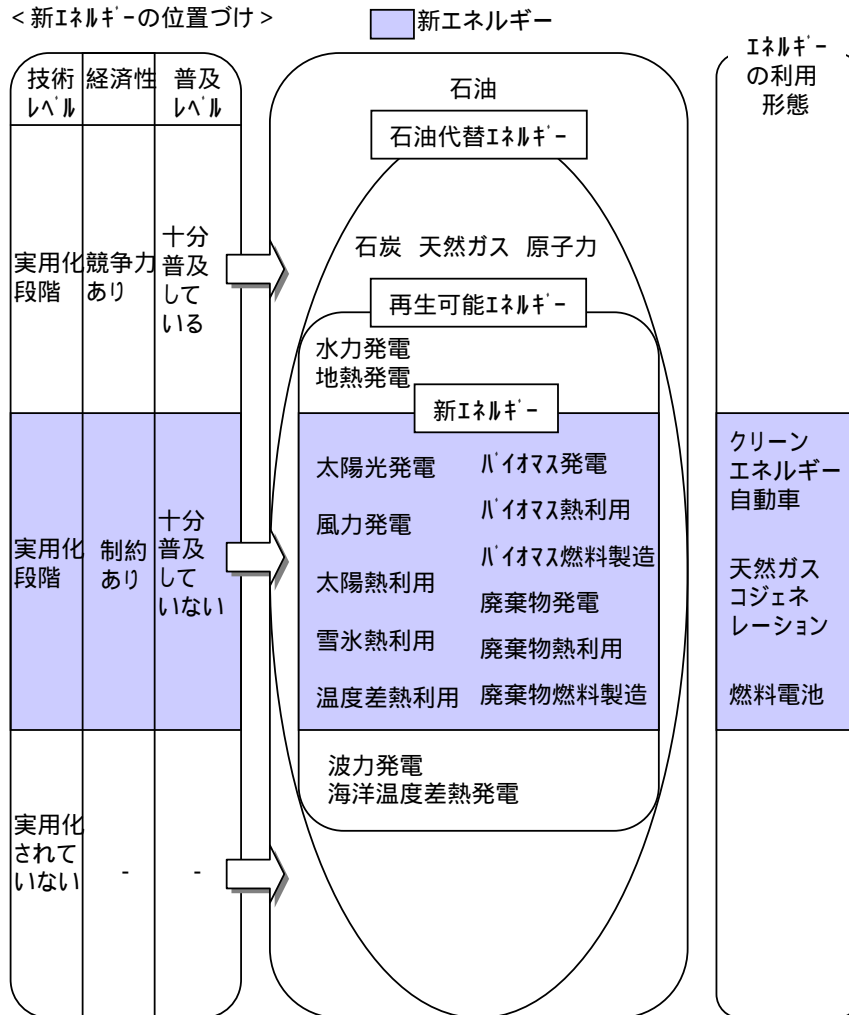 <新ｴﾈﾙｷﾞｰの位置づけ>
新エネルギー
技術
ﾚﾍﾞﾙ
経済性
普及
ﾚﾍﾞﾙ
実用化
段階
競争力
あり
十分
普及
して
いる
実用化
段階
制約
あり
十分
普及
して
いない
実用化
されて
いない
-
-
石油
石油代替ｴﾈﾙｷﾞｰ
石炭 天然ガス 原子力
再生可能ｴﾈﾙｷﾞｰ
水力発電
地熱発電
新ｴﾈﾙｷﾞｰ
太陽光発電
風力発電
太陽熱利用
雪氷熱利用
温度差熱利用
ﾊﾞｲｵﾏｽ発電
ﾊﾞｲｵﾏｽ熱利用
ﾊﾞｲｵﾏｽ燃料製造
廃棄物発電
廃棄物熱利用
廃棄物燃料製造
波力発電
海洋温度差熱発電
ｴﾈﾙｷﾞｰ
の利用
形態
クリーン
エネルギー
自動車
天然ガス
コジェネ
レーション
燃料電池